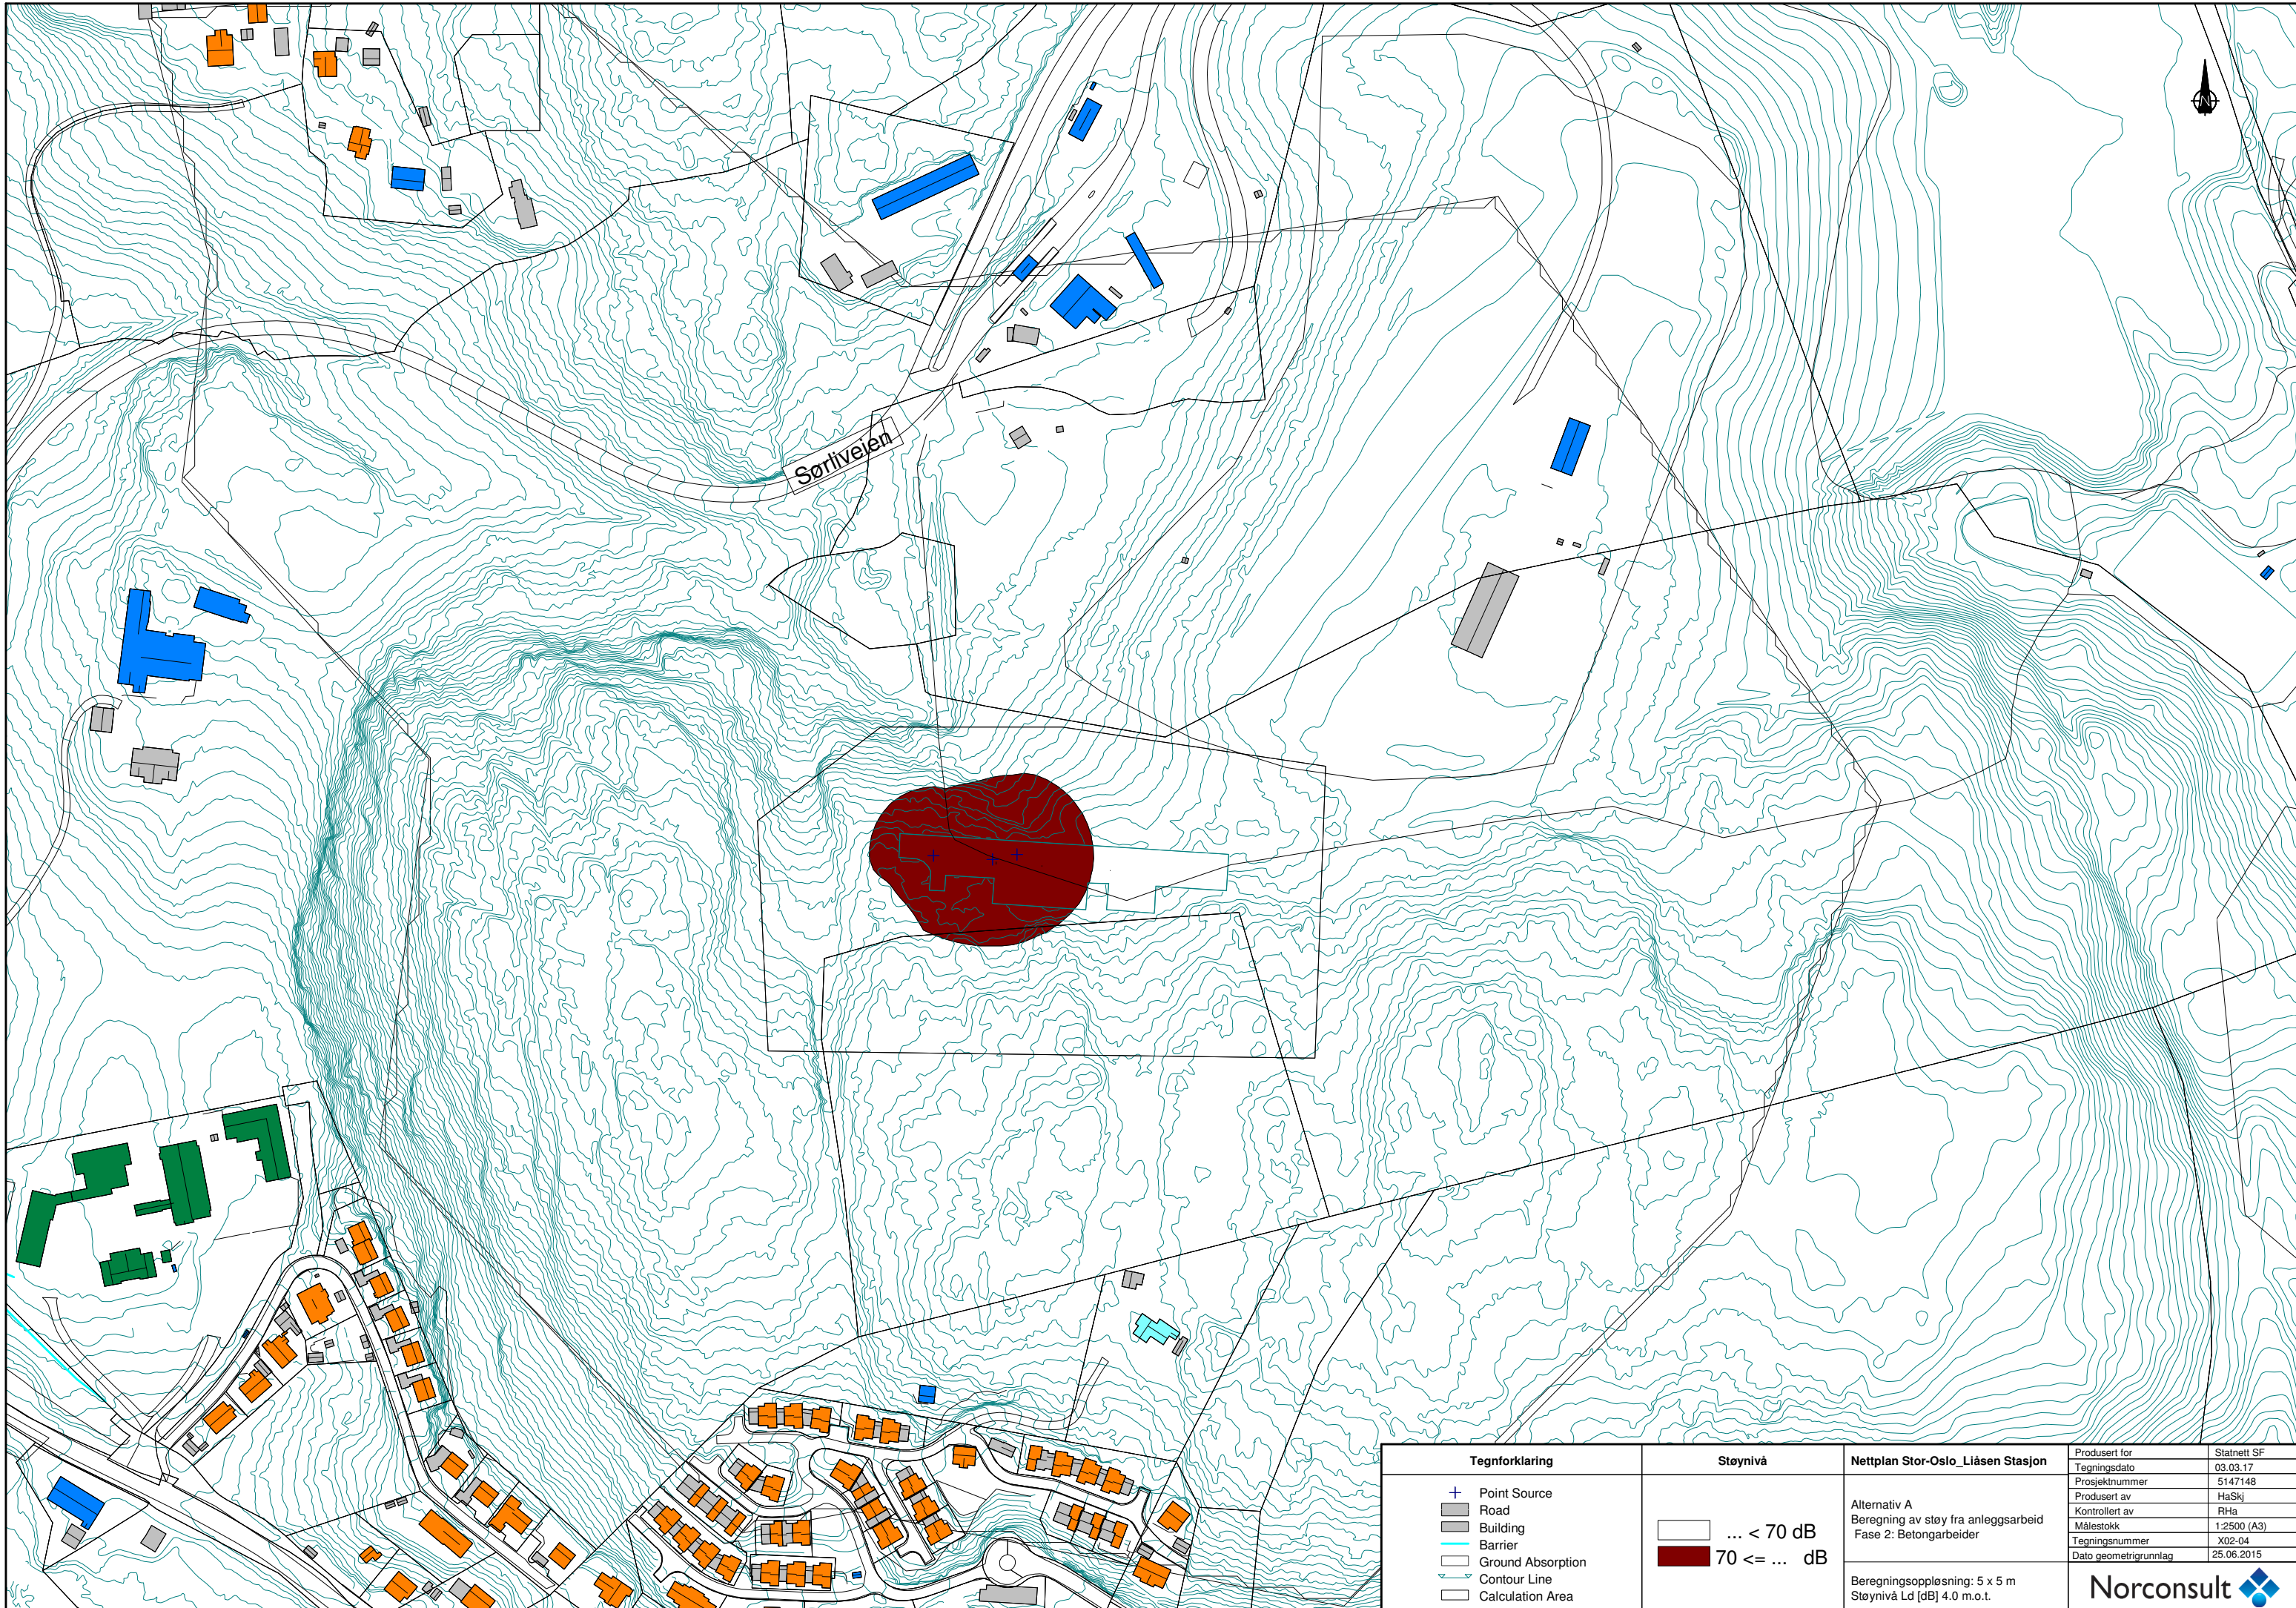 N
Sørliveien
Tegnforklaring
Point Source
Road
Building
Barrier
Ground Absorption
Contour Line
Calculation Area
Støynivå
... < 70 dB
70 <= ... dB
Nettplan Stor-Oslo_Liåsen Stasjon
Alternativ A
Beregning av støy fra anleggsarbeid
Fase 2: Betongarbeider
Beregningsoppløsning: 5 x 5 m
Støynivå Ld [dB] 4.0 m.o.t.
Produsert for Statnett SF
Tegningsdato 03.03.17
Prosjektnummer 5147148
Produsert av HaSkj
Kontrollert av RHa
Målestokk 1:2500 (A3)
Tegningsnummer X02-04
Dato geometrigrunnlag 25.06.2015
Norconsult